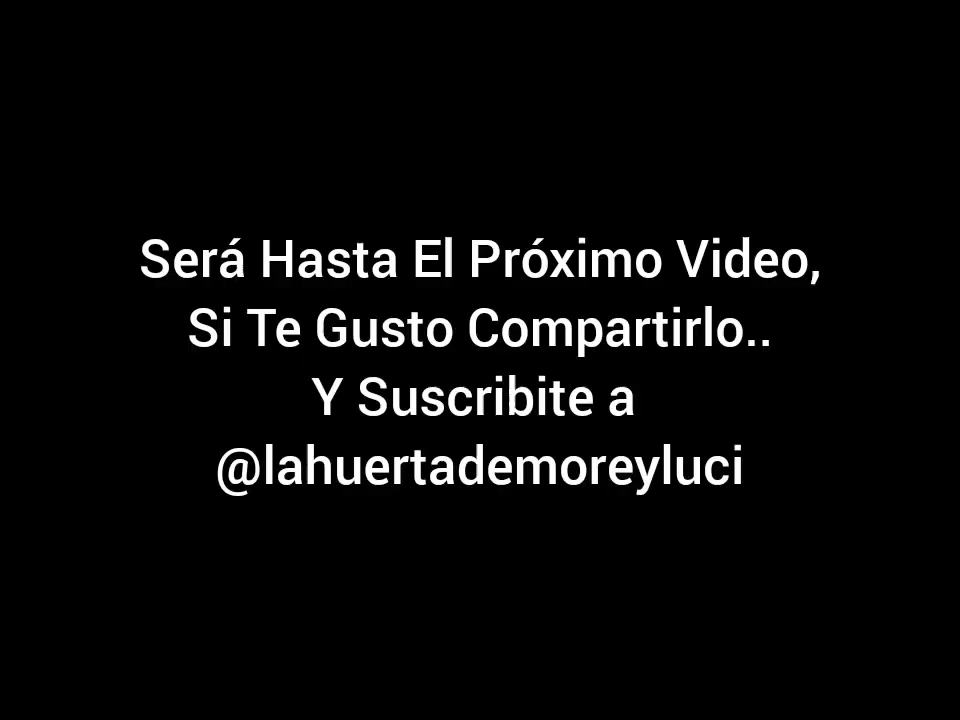 Será Hasta El Próximo Video,
Si Te Gusto Compartirlo..
Y Suscribite a
@lahuertademoreyluci